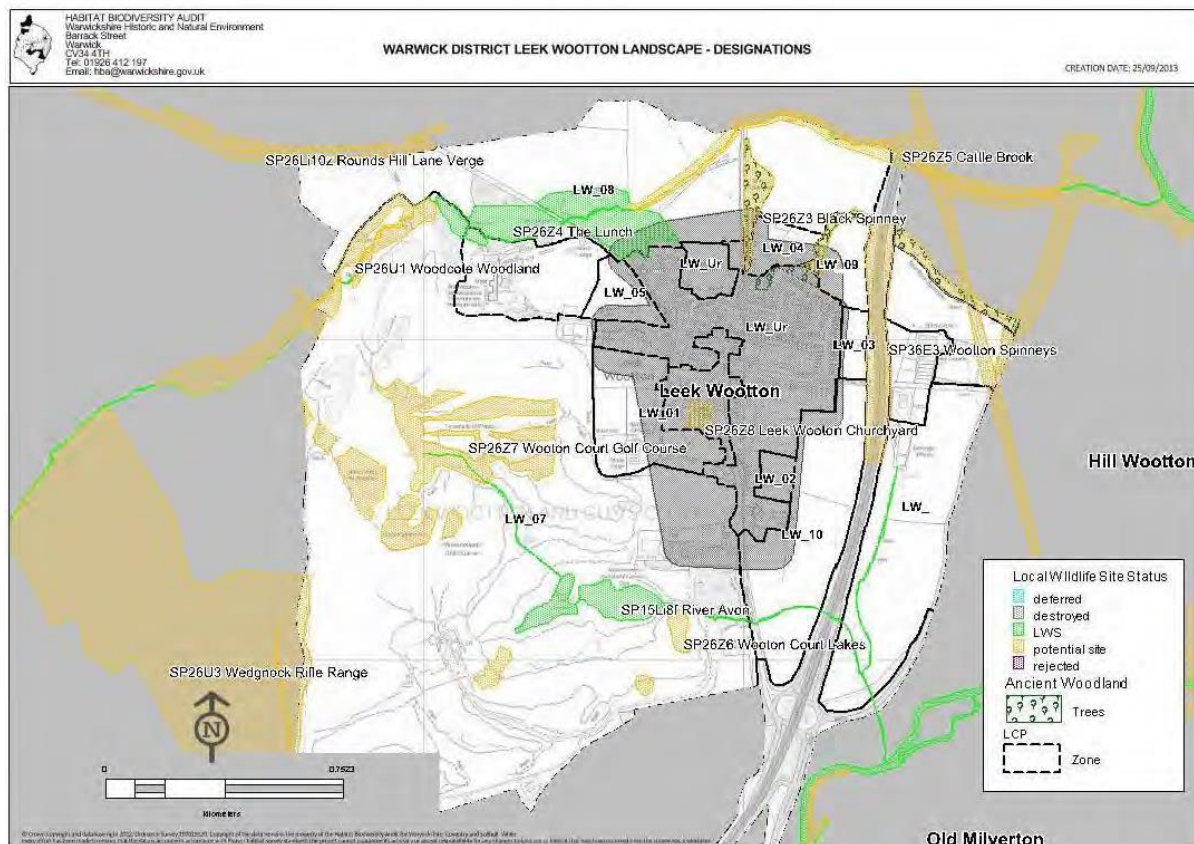 HABITAT BIODIVERSITY AUDIT
Warwickshire Historic and Natural Environment
Barrack Street
Warwick
CV34 4TH
Tel: 01926 412 197
Email: hba@warwickshire.gov.uk
WARWICK DISTRICT LEEK WOOTTON LANDSCAPE - DESIGNATIONS
CREATION DATE: 25/09/2013
SP26Li10Z Rounds Hill Lane Verge
SP26Z5 Cattle Brook
LW_08
SP26Z3 Black Spinney
SP26Z4 The Lunch
LW_04
LW_Ur
LW_09
SP26U1 Woodcote Woodland
LW_05
LW_Ur
LW_03
SP36E3 Wootton Spinneys
Leek Wootton
LW_01
SP26Z8 Leek Wooton Churchyard
SP26Z7 Wooton Court Golf Course
Hill Wootton
LW_02
LW_07
LW_
LW_10
SP15Li8f River Avon
SP26Z6 Wooton Court Lakes
SP26U3 Wedgnock Rifle Range
N
0
0.7523
kilometers
Local Wildlife Site Status
deferred
destroyed
LWS
potential site
rejected
Ancient Woodland
Trees
LCP
Zone
Old Milverton